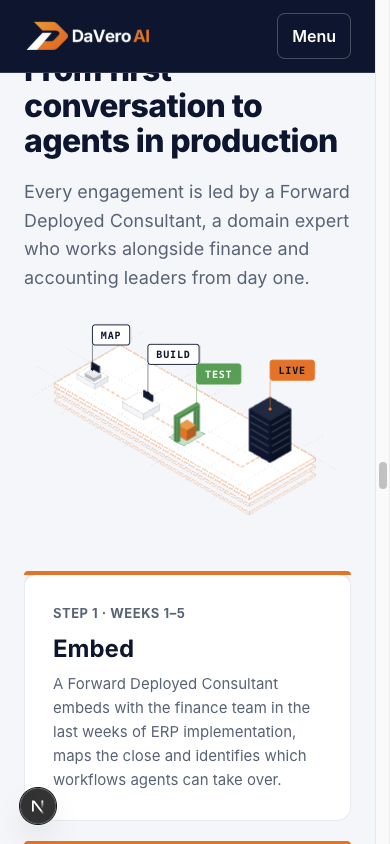 DaVero AI
Menu
From first
conversation to
agents in production
Every engagement is led by a Forward
Deployed Consultant, a domain expert
who works alongside finance and
accounting leaders from day one.
MAP
BUILD
TEST
LIVE
STEP 1 · WEEKS 1–5
Embed
A Forward Deployed Consultant
embeds with the finance team in the
last weeks of ERP implementation,
maps the close and identifies which
workflows agents can take over.
N